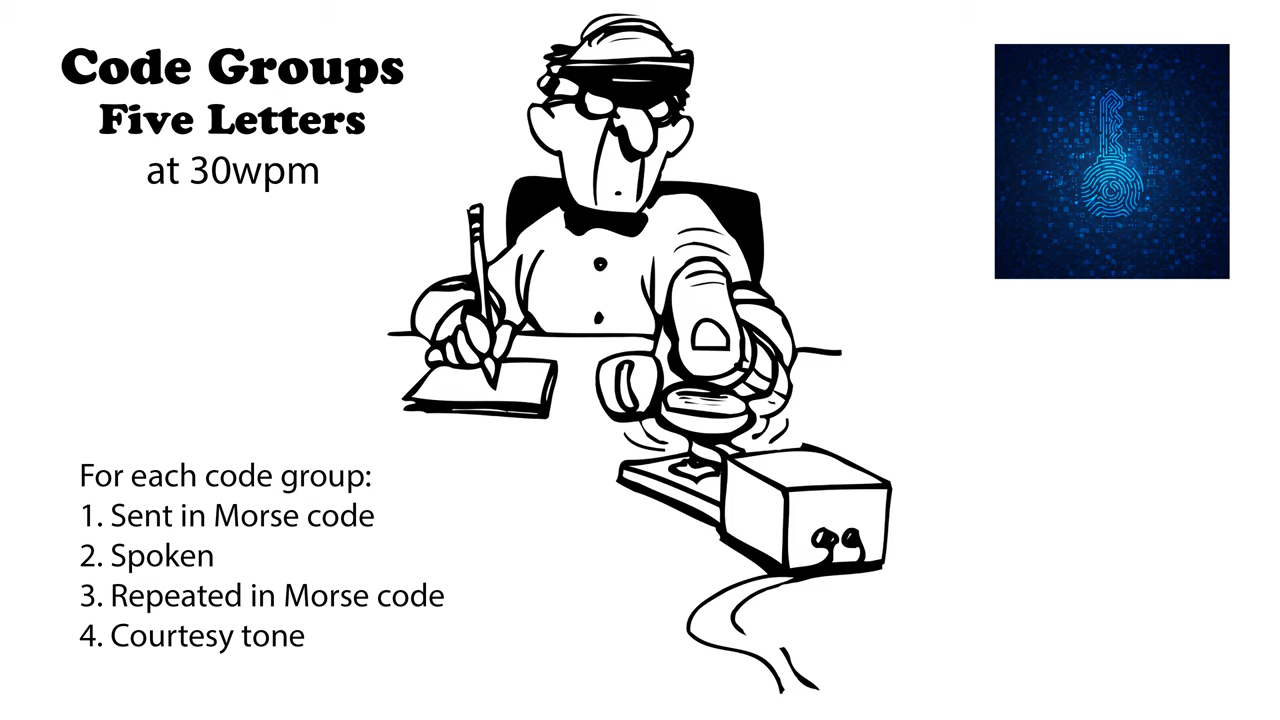 Code Groups
Five Letters
at 30wpm
For each code group:
1. Sent in Morse code
2. Spoken
3. Repeated in Morse code
4. Courtesy tone